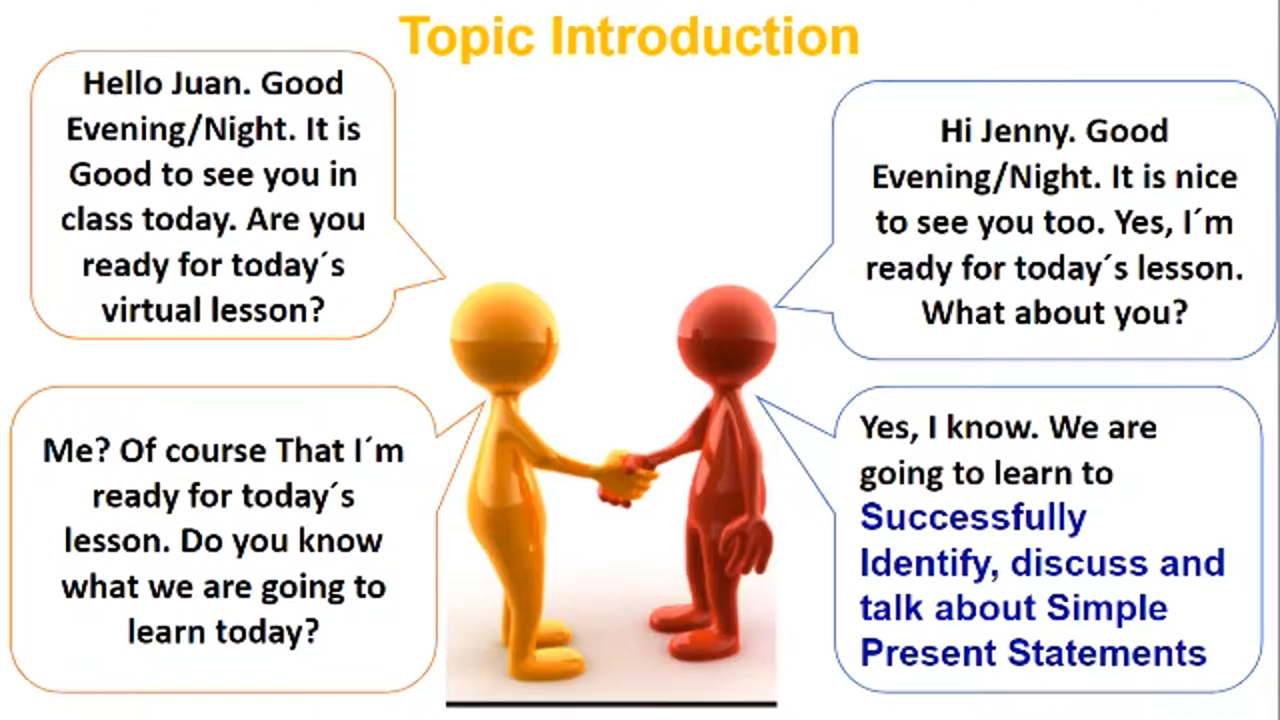 Topic Introduction
Hello Juan. Good
Evening/Night. It is
Good to see you in
class today. Are you
ready for today´s
virtual lesson?
Hi Jenny. Good
Evening/Night. It is nice
to see you too. Yes, I´m
ready for today´s lesson.
What about you?
Me? Of course That I´m
ready for today´s
lesson. Do you know
what we are going to
learn today?
Yes, I know. We are
going to learn to
Successfully
Identify, discuss and
talk about Simple
Present Statements